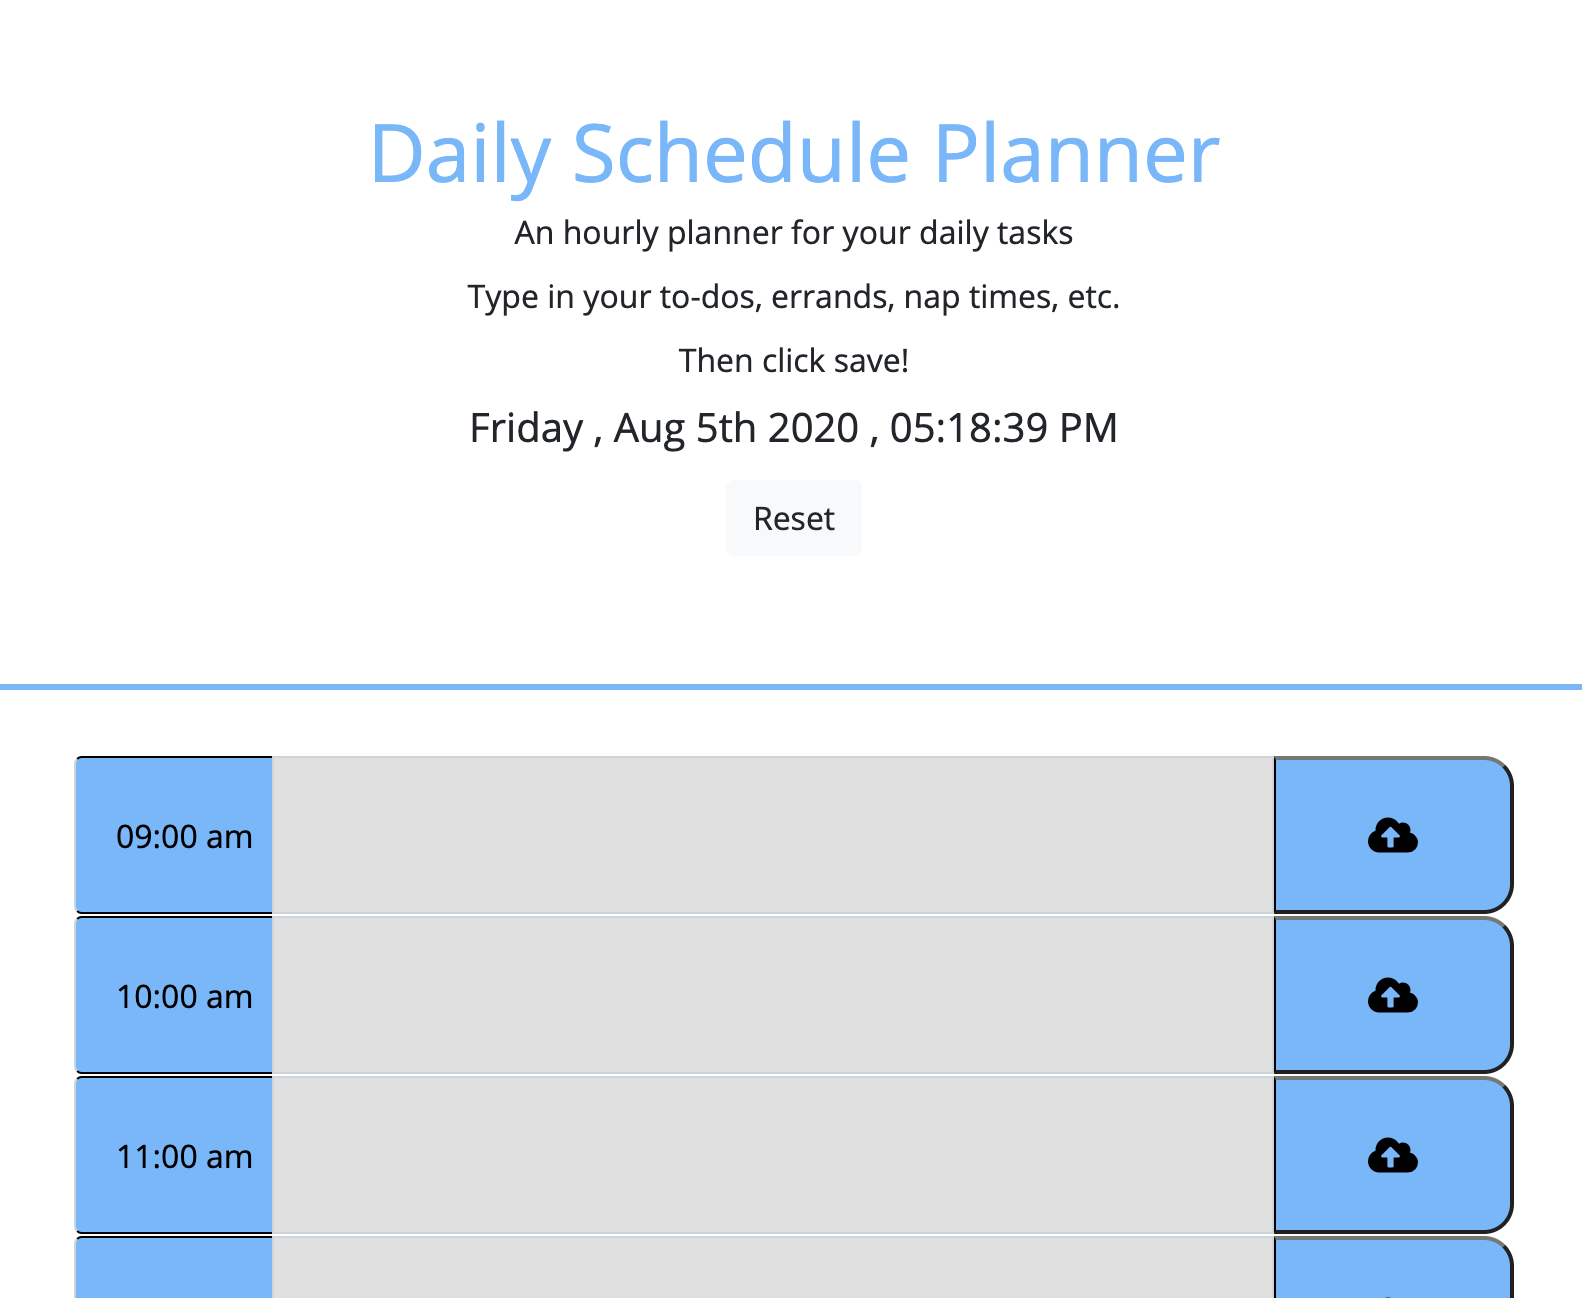 Daily Schedule Planner
An hourly planner for your daily tasks
Type in your to-dos, errands, nap times, etc.
Then click save!
Friday , Aug 5th 2020 , 05:18:39 PM
Reset
09:00 am
10:00 am
11:00 am